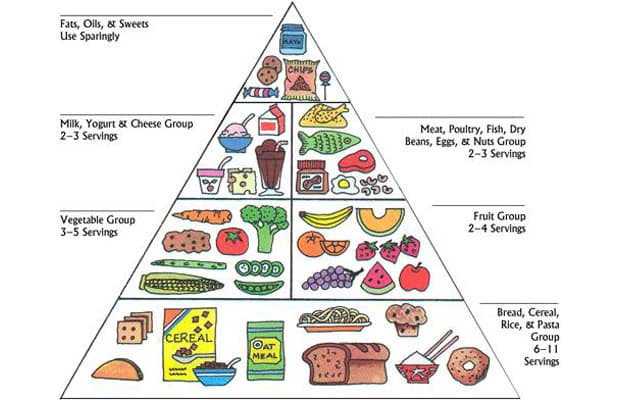 Fats, Oils, & Sweets
Use Sparingly
MAYO
CHIPS
Milk, Yogurt & Cheese Group
2–3 Servings
Meat, Poultry, Fish, Dry
Beans, Eggs, & Nuts Group
2–3 Servings
Vegetable Group
3–5 Servings
Fruit Group
2–4 Servings
Bread, Cereal,
Rice, & Pasta
Group
6–11
Servings
CEREAL
OAT
MEAL